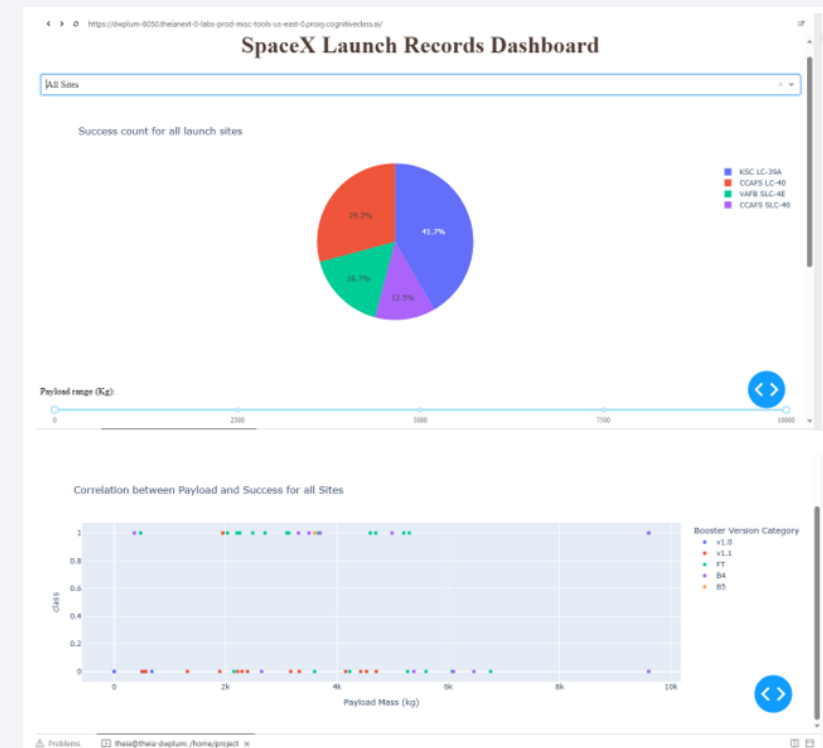 https://dwplum-8050.theianext-0-labs-prod-misc-tools-us-east-0.proxy.cognitiveclass.ai/
SpaceX Launch Records Dashboard
All Sites
Success count for all launch sites
KSC LC-39A
CCAFS LC-40
VAFB SLC-4E
CCAFS SLC-40
29.2%
41.7%
16.7%
12.5%
Payload range (Kg):
0 2500 5000 7500 10000
Correlation between Payload and Success for all Sites
Booster Version Category
v1.0
v1.1
FT
B4
B5
1
0.8
0.6
0.4
0.2
0
class
0 2k 4k 6k 8k 10k
Payload Mass (kg)
Problems theia@theia-dwplum: /home/project ×